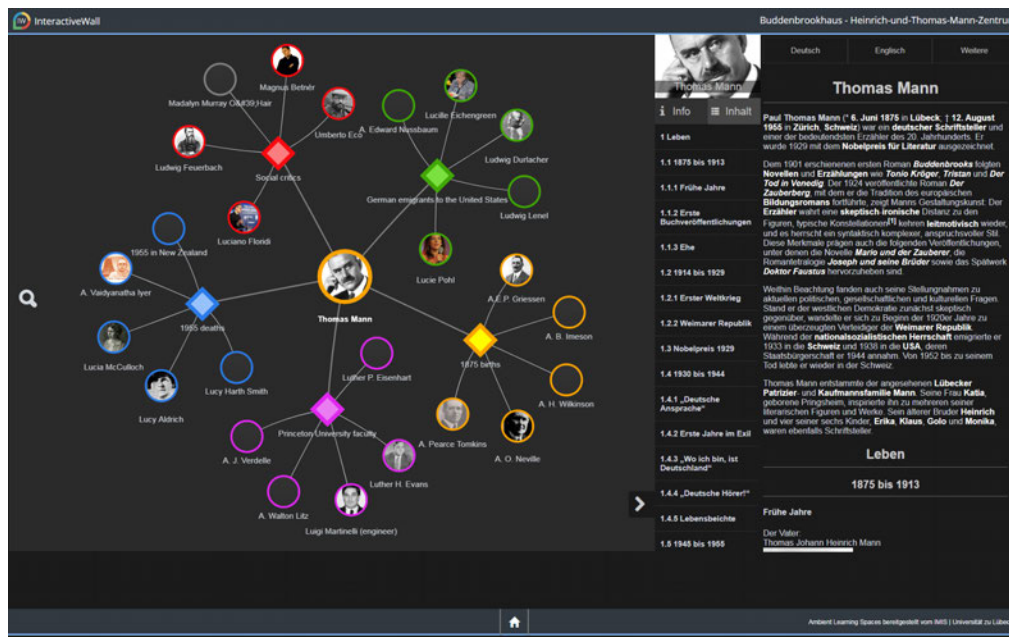 IW InteractiveWall
Buddenbrookhaus - Heinrich-und-Thomas-Mann-Zentrum
Magnus Betnér
Madalyn Murray O&#39;Hair
Umberto Eco
Ludwig Feuerbach
Social critics
Luciano Floridi
Lucille Eichengreen
A. Edward Nussbaum
Ludwig Durlacher
German emigrants to the United States
Ludwig Lenel
Lucie Pohl
1955 in New Zealand
A. Vaidyanatha Iyer
1955 deaths
Lucia McCulloch
Lucy Harth Smith
Lucy Aldrich
Thomas Mann
A.E.P. Griessen
A. B. Imeson
1875 births
A. H. Wilkinson
A. Pearce Tomkins
A. O. Neville
Luther P. Eisenhart
Princeton University faculty
A. J. Verdelle
Luther H. Evans
A. Walton Litz
Luigi Martinelli (engineer)
Thomas Mann
Info
Inhalt
1 Leben
1.1 1875 bis 1913
1.1.1 Frühe Jahre
1.1.2 Erste
Buchveröffentlichungen
1.1.3 Ehe
1.2 1914 bis 1929
1.2.1 Erster Weltkrieg
1.2.2 Weimarer Republik
1.3 Nobelpreis 1929
1.4 1930 bis 1944
1.4.1 „Deutsche
Ansprache“
1.4.2 Erste Jahre im Exil
1.4.3 „Wo ich bin, ist
Deutschland“
1.4.4 „Deutsche Hörer!“
1.4.5 Lebensbeichte
1.5 1945 bis 1955
Deutsch
Englisch
Weitere
Thomas Mann
Paul Thomas Mann (* 6. Juni 1875 in Lübeck; † 12. August
1955 in Zürich, Schweiz) war ein deutscher Schriftsteller und
einer der bedeutendsten Erzähler des 20. Jahrhunderts. Er
wurde 1929 mit dem Nobelpreis für Literatur ausgezeichnet.
Dem 1901 erschienenen ersten Roman Buddenbrooks folgten
Novellen und Erzählungen wie Tonio Kröger, Tristan und Der
Tod in Venedig. Der 1924 veröffentlichte Roman Der
Zauberberg, mit dem er die Tradition des europäischen
Bildungsromans fortführte, zeigt Manns Gestaltungskunst: Der
Erzähler wahrt eine skeptisch-ironische Distanz zu den
Figuren, typische Konstellationen[1] kehren leitmotivisch wieder,
und es herrscht ein syntaktisch komplexer, anspruchsvoller Stil.
Diese Merkmale prägen auch die folgenden Veröffentlichungen,
unter denen die Novelle Mario und der Zauberer, die
Romantetralogie Joseph und seine Brüder sowie das Spätwerk
Doktor Faustus hervorzuheben sind.
Weithin Beachtung fanden auch seine Stellungnahmen zu
aktuellen politischen, gesellschaftlichen und kulturellen Fragen.
Stand er der westlichen Demokratie zunächst skeptisch
gegenüber, wandelte er sich zu Beginn der 1920er Jahre zu
einem überzeugten Verteidiger der Weimarer Republik.
Während der nationalsozialistischen Herrschaft emigrierte er
1933 in die Schweiz und 1938 in die USA, deren
Staatsbürgerschaft er 1944 annahm. Von 1952 bis zu seinem
Tod lebte er wieder in der Schweiz.
Thomas Mann entstammte der angesehenen Lübecker
Patrizier- und Kaufmannsfamilie Mann. Seine Frau Katia,
geborene Pringsheim, inspirierte ihn zu mehreren seiner
literarischen Figuren und Werke. Sein älterer Bruder Heinrich
und vier seiner sechs Kinder, Erika, Klaus, Golo und Monika,
waren ebenfalls Schriftsteller.
Leben
1875 bis 1913
Frühe Jahre
Der Vater:
Thomas Johann Heinrich Mann
Ambient Learning Spaces bereitgestellt vom IMIS | Universität zu Lübeck